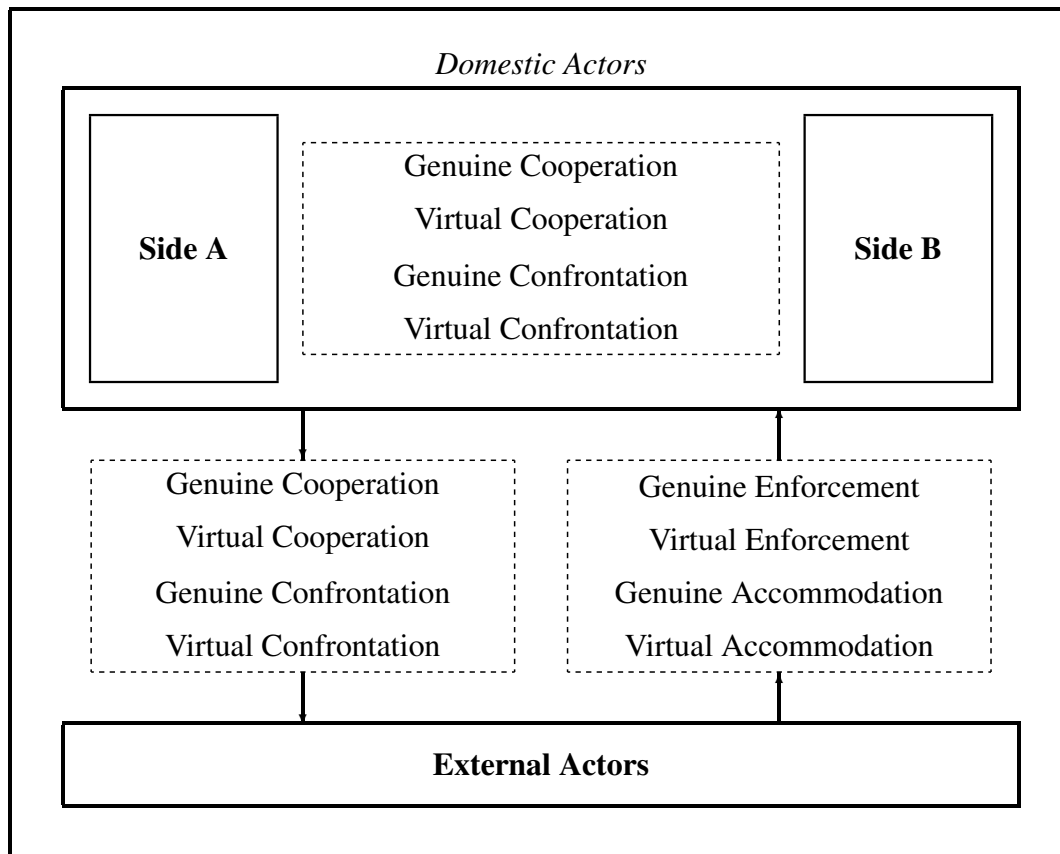 Domestic Actors
Side A
Genuine Cooperation
Virtual Cooperation
Genuine Confrontation
Virtual Confrontation
Side B
Genuine Cooperation
Virtual Cooperation
Genuine Confrontation
Virtual Confrontation
Genuine Enforcement
Virtual Enforcement
Genuine Accommodation
Virtual Accommodation
External Actors